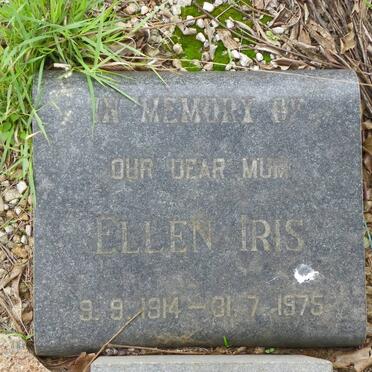 IN MEMORY OF
OUR DEAR MUM
ELLEN IRIS
9. 9. 1914 – 31. 7. 1975